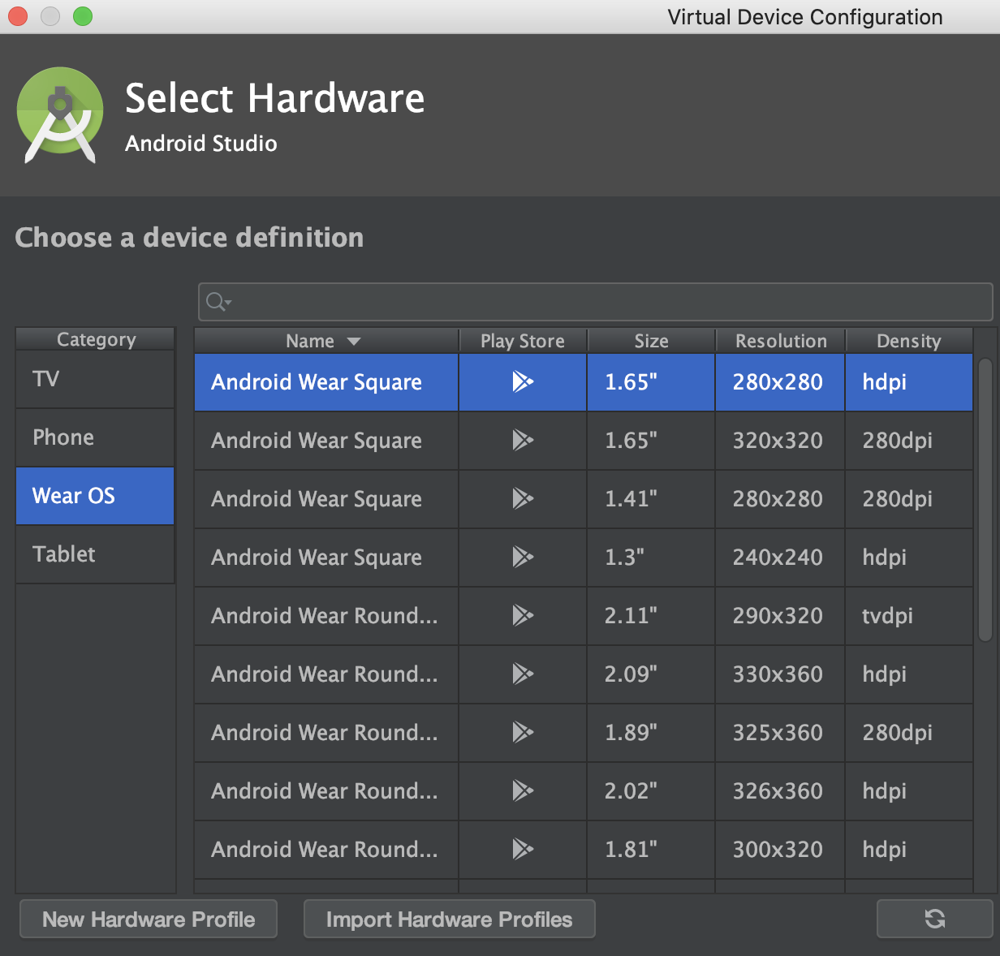 Virtual Device Configuration
Select Hardware
Android Studio
Choose a device definition
Category
TV
Phone
Wear OS
Tablet
Name Play Store Size Resolution Density
Android Wear Square 1.65" 280x280 hdpi
Android Wear Square 1.65" 320x320 280dpi
Android Wear Square 1.41" 280x280 280dpi
Android Wear Square 1.3" 240x240 hdpi
Android Wear Round... 2.11" 290x320 tvdpi
Android Wear Round... 2.09" 330x360 hdpi
Android Wear Round... 1.89" 325x360 280dpi
Android Wear Round... 2.02" 326x360 hdpi
Android Wear Round... 1.81" 300x320 hdpi
New Hardware Profile Import Hardware Profiles